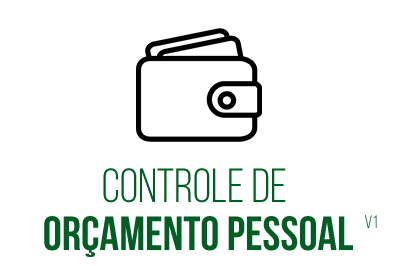 CONTROLE DE
ORÇAMENTO PESSOAL V1